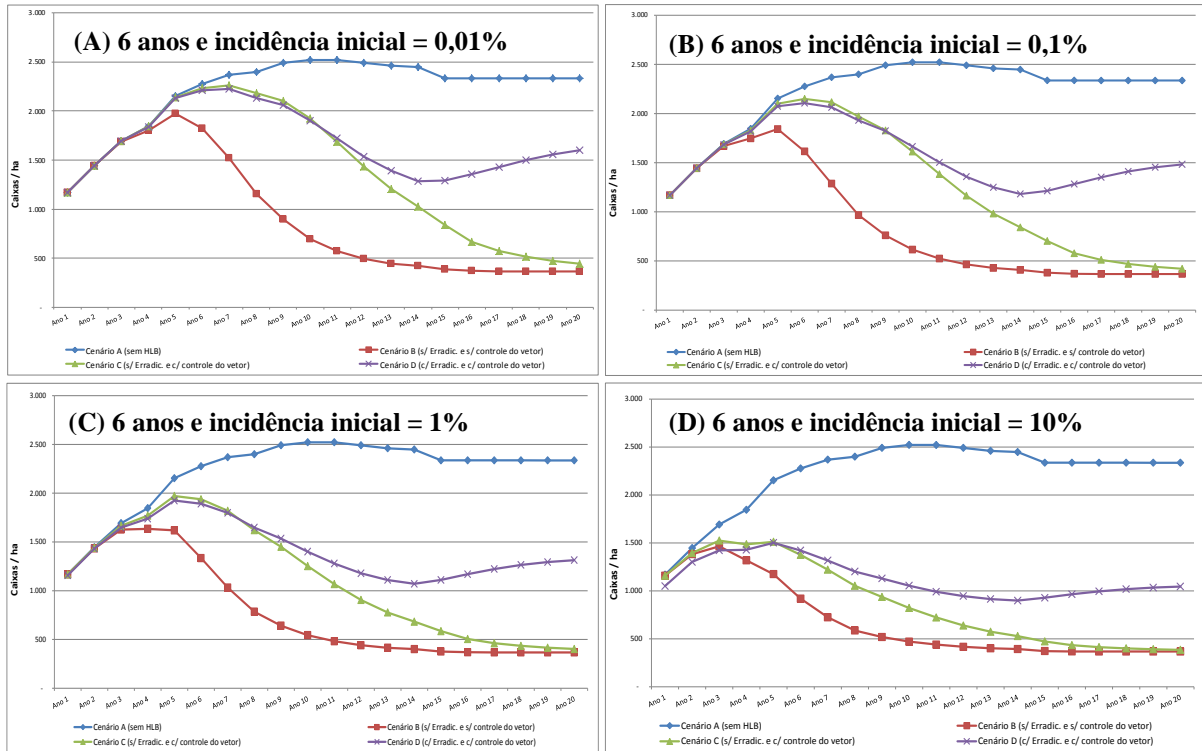 (A) 6 anos e incidência inicial = 0,01%
3.000
2.500
2.000
1.500
1.000
500
-
Caixas / ha
Ano 1 Ano 2 Ano 3 Ano 4 Ano 5 Ano 6 Ano 7 Ano 8 Ano 9 Ano 10 Ano 11 Ano 12 Ano 13 Ano 14 Ano 15 Ano 16 Ano 17 Ano 18 Ano 19 Ano 20
Cenário A (sem HLB) Cenário B (s/ Erradic. e s/ controle do vetor)
Cenário C (s/ Erradic. e c/ controle do vetor) Cenário D (c/ Erradic. e c/ controle do vetor)
(B) 6 anos e incidência inicial = 0,1%
3.000
2.500
2.000
1.500
1.000
500
-
Caixas / ha
Ano 1 Ano 2 Ano 3 Ano 4 Ano 5 Ano 6 Ano 7 Ano 8 Ano 9 Ano 10 Ano 11 Ano 12 Ano 13 Ano 14 Ano 15 Ano 16 Ano 17 Ano 18 Ano 19 Ano 20
Cenário A (sem HLB) Cenário B (s/ Erradic. e s/ controle do vetor)
Cenário C (s/ Erradic. e c/ controle do vetor) Cenário D (c/ Erradic. e c/ controle do vetor)
(C) 6 anos e incidência inicial = 1%
3.000
2.500
2.000
1.500
1.000
500
-
Caixas / ha
Ano 1 Ano 2 Ano 3 Ano 4 Ano 5 Ano 6 Ano 7 Ano 8 Ano 9 Ano 10 Ano 11 Ano 12 Ano 13 Ano 14 Ano 15 Ano 16 Ano 17 Ano 18 Ano 19 Ano 20
Cenário A (sem HLB) Cenário B (s/ Erradic. e s/ controle do vetor)
Cenário C (s/ Erradic. e c/ controle do vetor) Cenário D (c/ Erradic. e c/ controle do vetor)
(D) 6 anos e incidência inicial = 10%
3.000
2.500
2.000
1.500
1.000
500
-
Caixas / ha
Ano 1 Ano 2 Ano 3 Ano 4 Ano 5 Ano 6 Ano 7 Ano 8 Ano 9 Ano 10 Ano 11 Ano 12 Ano 13 Ano 14 Ano 15 Ano 16 Ano 17 Ano 18 Ano 19 Ano 20
Cenário A (sem HLB) Cenário B (s/ Erradic. e s/ controle do vetor)
Cenário C (s/ Erradic. e c/ controle do vetor) Cenário D (c/ Erradic. e c/ controle do vetor)